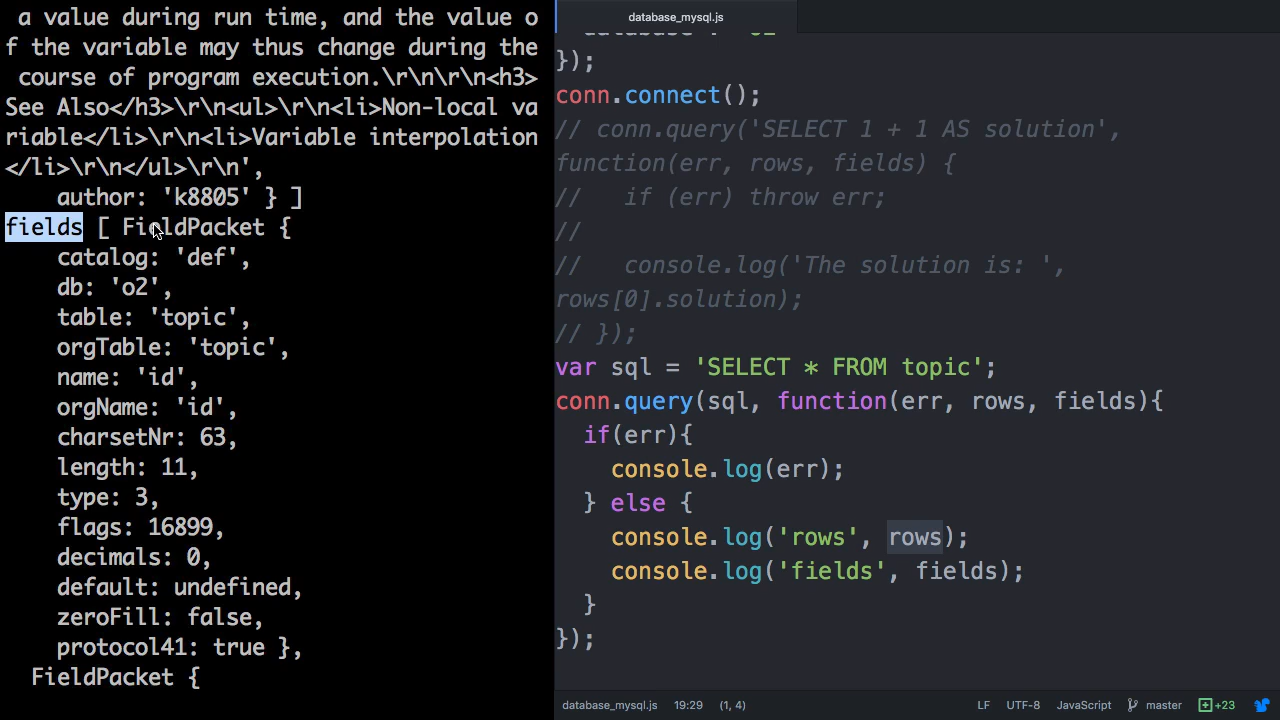 a value during run time, and the value o
f the variable may thus change during the
course of program execution.\r\n\r\n<h3>
See Also</h3>\r\n<ul>\r\n<li>Non-local va
riable</li>\r\n<li>Variable interpolation
</li>\r\n</ul>\r\n',
author: 'k8805' } ]
fields [ FieldPacket {
catalog: 'def',
db: 'o2',
table: 'topic',
orgTable: 'topic',
name: 'id',
orgName: 'id',
charsetNr: 63,
length: 11,
type: 3,
flags: 16899,
decimals: 0,
default: undefined,
zeroFill: false,
protocol41: true },
FieldPacket {
database_mysql.js
});
conn.connect();
// conn.query('SELECT 1 + 1 AS solution',
function(err, rows, fields) {
//   if (err) throw err;
//
//   console.log('The solution is: ',
rows[0].solution);
// });
var sql = 'SELECT * FROM topic';
conn.query(sql, function(err, rows, fields){
if(err){
console.log(err);
} else {
console.log('rows', rows);
console.log('fields', fields);
}
});
database_mysql.js 19:29 (1, 4) LF UTF-8 JavaScript master +23